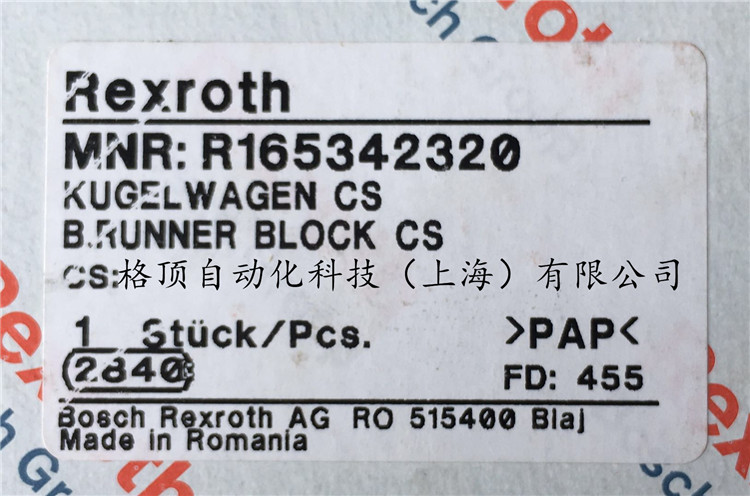 Rexroth
MNR: R165342320
KUGELWAGEN CS
B.RUNNER BLOCK CS
CS:格顶自动化科技（上海）有限公司
1 Stück/Pcs.
>PAP<
2840
FD: 455
Bosch Rexroth AG RO 515400 Blaj
Made in Romania